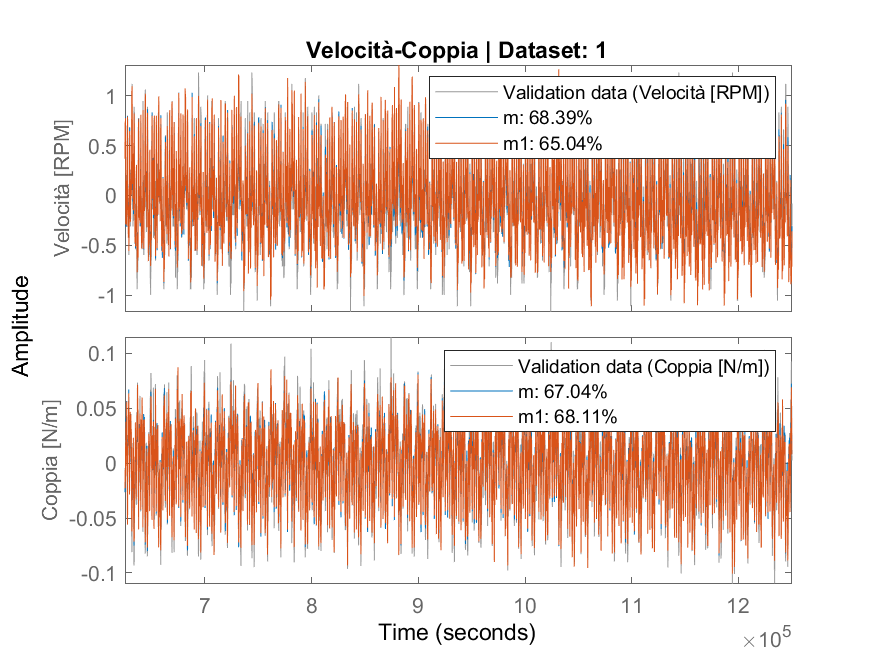 Velocità-Coppia | Dataset: 1
Amplitude
Velocità [RPM]
1
0.5
0
-0.5
-1
Validation data (Velocità [RPM])
m: 68.39%
m1: 65.04%
Coppia [N/m]
0.1
0.05
0
-0.05
-0.1
Validation data (Coppia [N/m])
m: 67.04%
m1: 68.11%
7 8 9 10 11 12
Time (seconds)
×10⁵